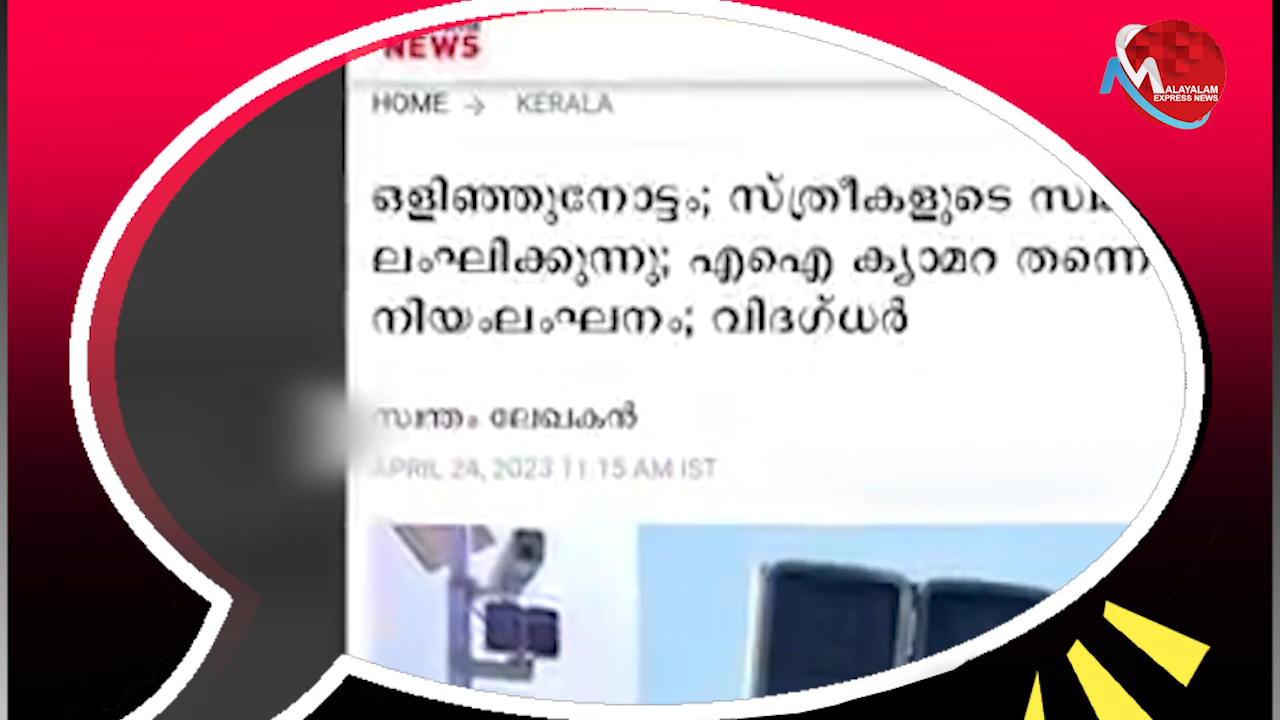 NEWS
HOME → KERALA
ഒളിഞ്ഞുനോട്ടം; സ്ത്രീകളുടെ
ലംഘിക്കുന്നു; എഐ ക്യാമറ തന്നെ
നിയംലംഘനം; വിദഗ്ധർ
സ്വന്തം ലേഖകൻ
APRIL 24, 2023 11:15 AM IST
MALAYALAM
EXPRESS NEWS